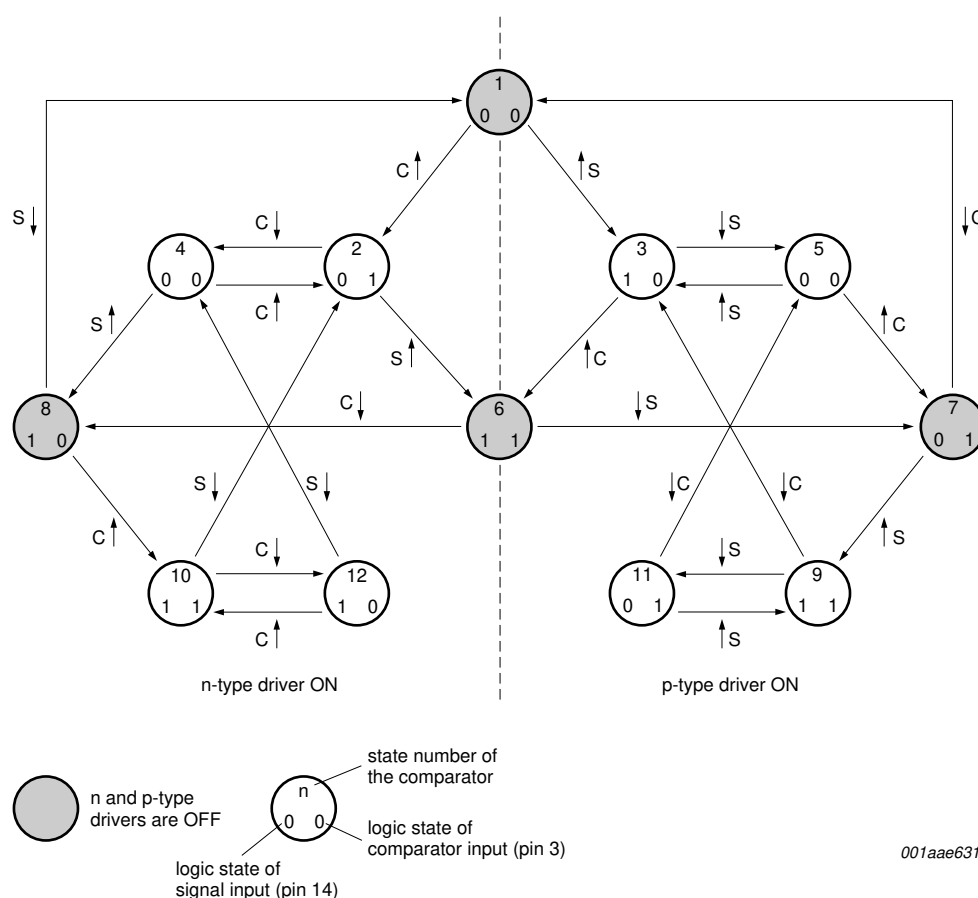 1
0 0
C↑
↑S
S↓
↓C
4
0 0
C↓
C↑
2
0 1
3
1 0
↓S
↑S
5
0 0
S↑
S↑
↑C
↑C
8
1 0
C↓
6
1 1
↓S
7
0 1
C↑
S↓
S↓
↓C
↓C
↑S
10
1 1
C↓
C↑
12
1 0
11
0 1
↓S
↑S
9
1 1
n-type driver ON
p-type driver ON
n and p-type
drivers are OFF
n
0 0
state number of
the comparator
logic state of
comparator input (pin 3)
logic state of
signal input (pin 14)
001aae631